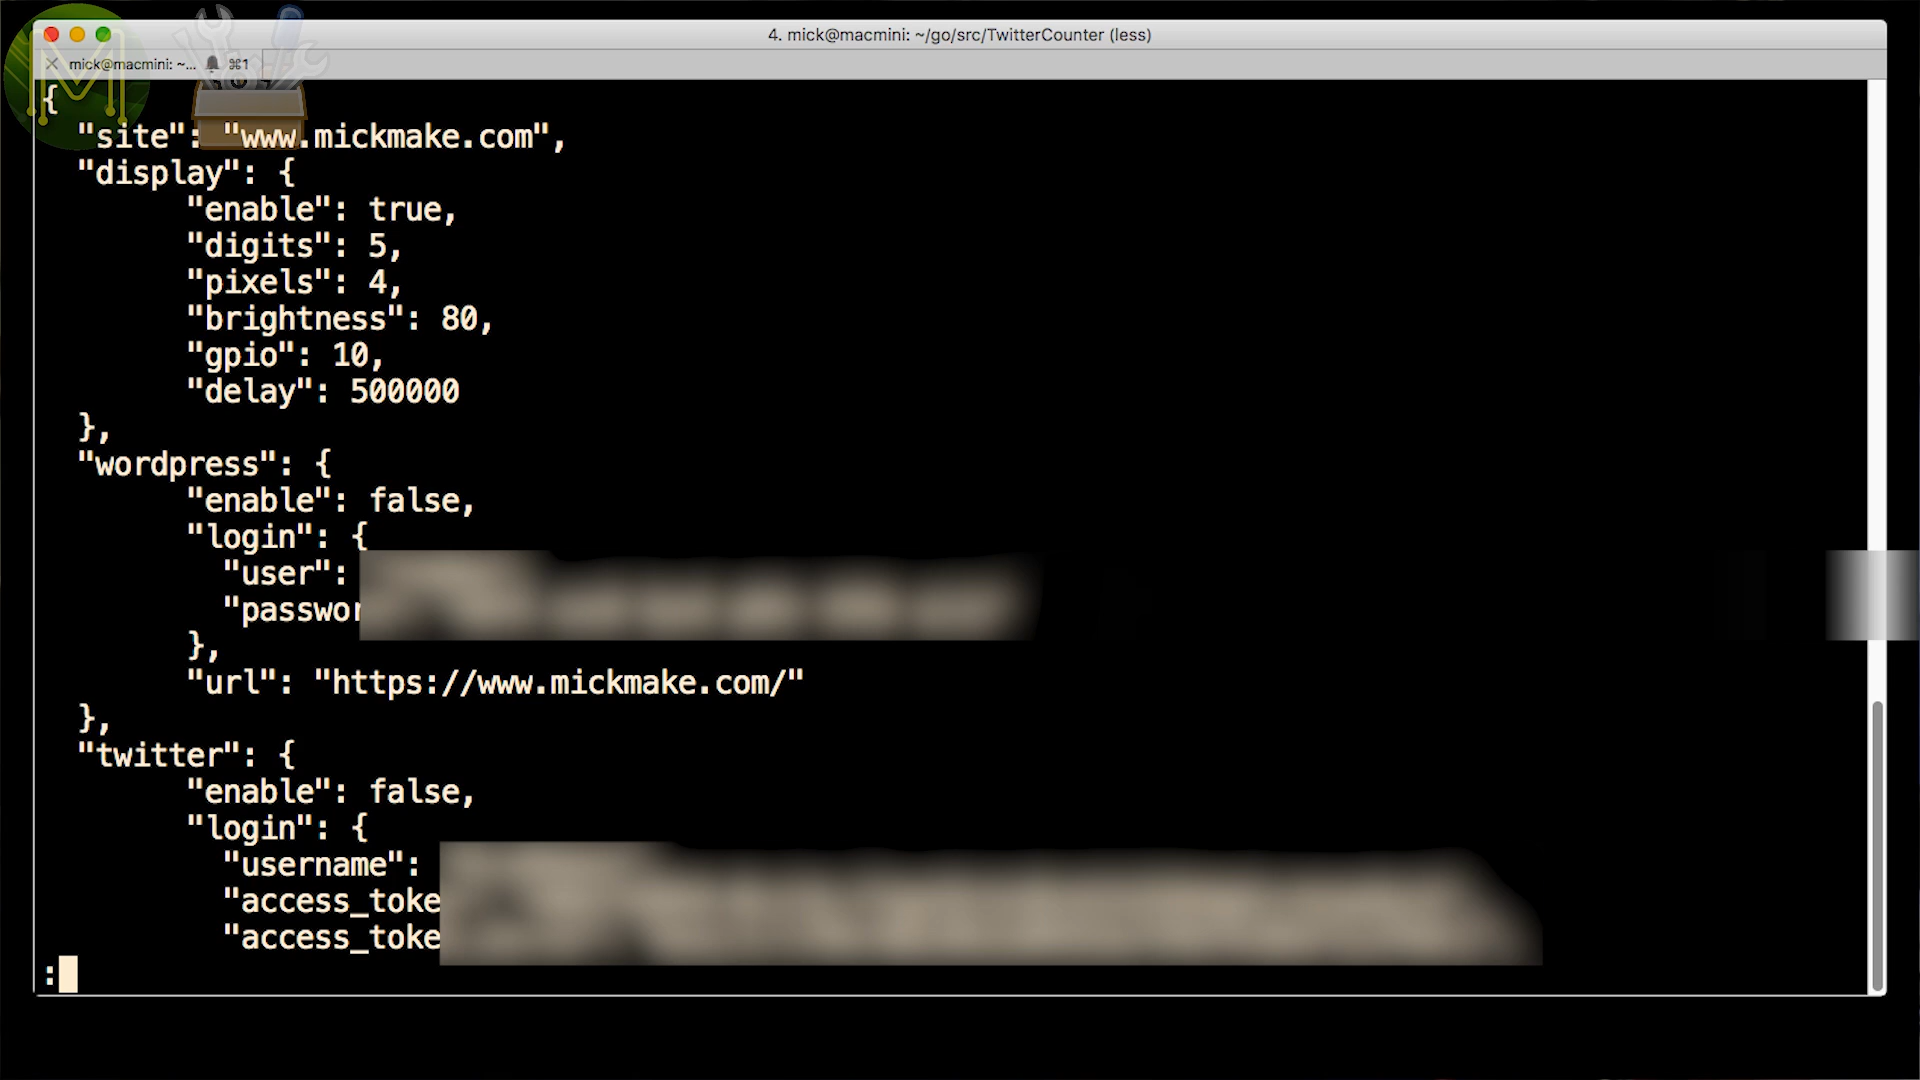 4. mick@macmini: ~/go/src/TwitterCounter (less)
mick@macmini: ~... ⌘1
{
"site": "www.mickmake.com",
"display": {
"enable": true,
"digits": 5,
"pixels": 4,
"brightness": 80,
"gpio": 10,
"delay": 500000
},
"wordpress": {
"enable": false,
"login": {
"user":
"passwor
},
"url": "https://www.mickmake.com/"
},
"twitter": {
"enable": false,
"login": {
"username":
"access_toke
"access_toke
: